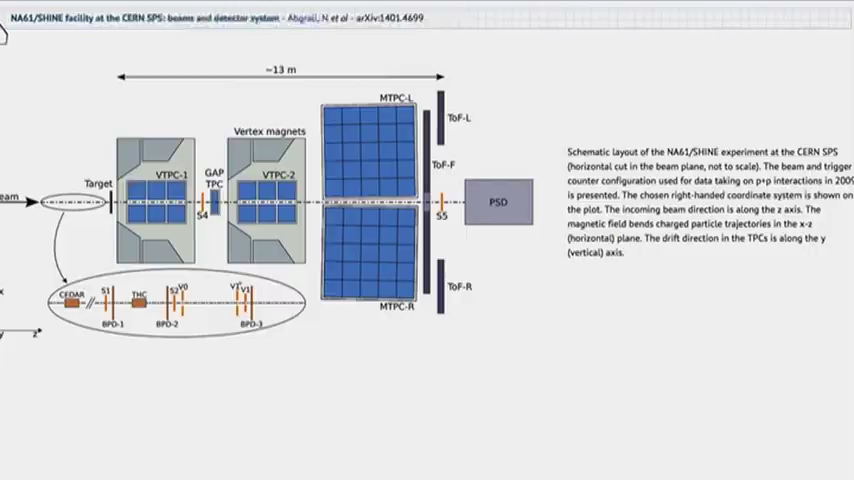 NA61/SHINE facility at the CERN SPS: beams and detector system - Abgrall, N et al - arXiv:1401.4699
~13 m
MTPC-L
ToF-L
Vertex magnets
ToF-F
Target
VTPC-1
GAP
TPC
VTPC-2
eam
S4
S5
PSD
Schematic layout of the NA61/SHINE experiment at the CERN SPS
(horizontal cut in the beam plane, not to scale). The beam and trigger
counter configuration used for data taking on p+p interactions in 2009
is presented. The chosen right-handed coordinate system is shown on
the plot. The incoming beam direction is along the z axis. The
magnetic field bends charged particle trajectories in the x-z
(horizontal) plane. The drift direction in the TPCs is along the y
(vertical) axis.
ToF-R
MTPC-R
CEDAR
S1
THC
S2
V0
V1
V1
BPD-1
BPD-2
BPD-3
x
y
z